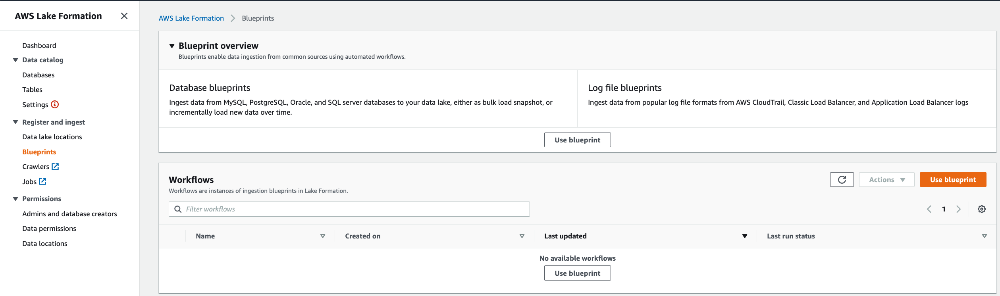 AWS Lake Formation
Dashboard
Data catalog
Databases
Tables
Settings
Register and ingest
Data lake locations
Blueprints
Crawlers
Jobs
Permissions
Admins and database creators
Data permissions
Data locations
AWS Lake Formation > Blueprints
Blueprint overview
Blueprints enable data ingestion from common sources using automated workflows.
Database blueprints
Ingest data from MySQL, PostgreSQL, Oracle, and SQL server databases to your data lake, either as bulk load snapshot, or
incrementally load new data over time.
Log file blueprints
Ingest data from popular log file formats from AWS CloudTrail, Classic Load Balancer, and Application Load Balancer logs
Use blueprint
Workflows
Workflows are instances of ingestion blueprints in Lake Formation.
Actions
Use blueprint
Filter workflows
1
Name Created on Last updated Last run status
No available workflows
Use blueprint